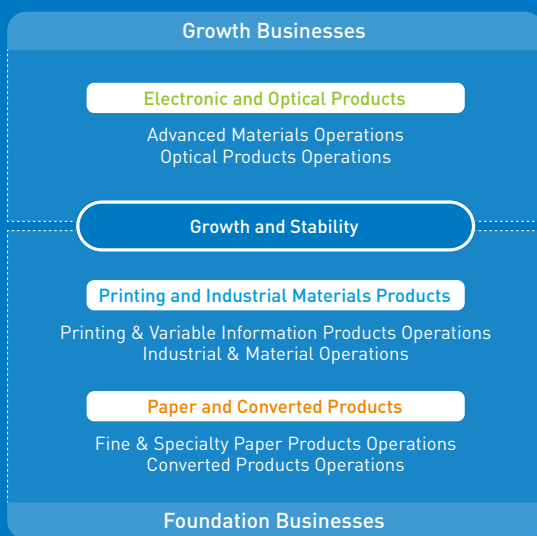 Growth Businesses
Electronic and Optical Products
Advanced Materials Operations
Optical Products Operations
Growth and Stability
Printing and Industrial Materials Products
Printing & Variable Information Products Operations
Industrial & Material Operations
Paper and Converted Products
Fine & Specialty Paper Products Operations
Converted Products Operations
Foundation Businesses